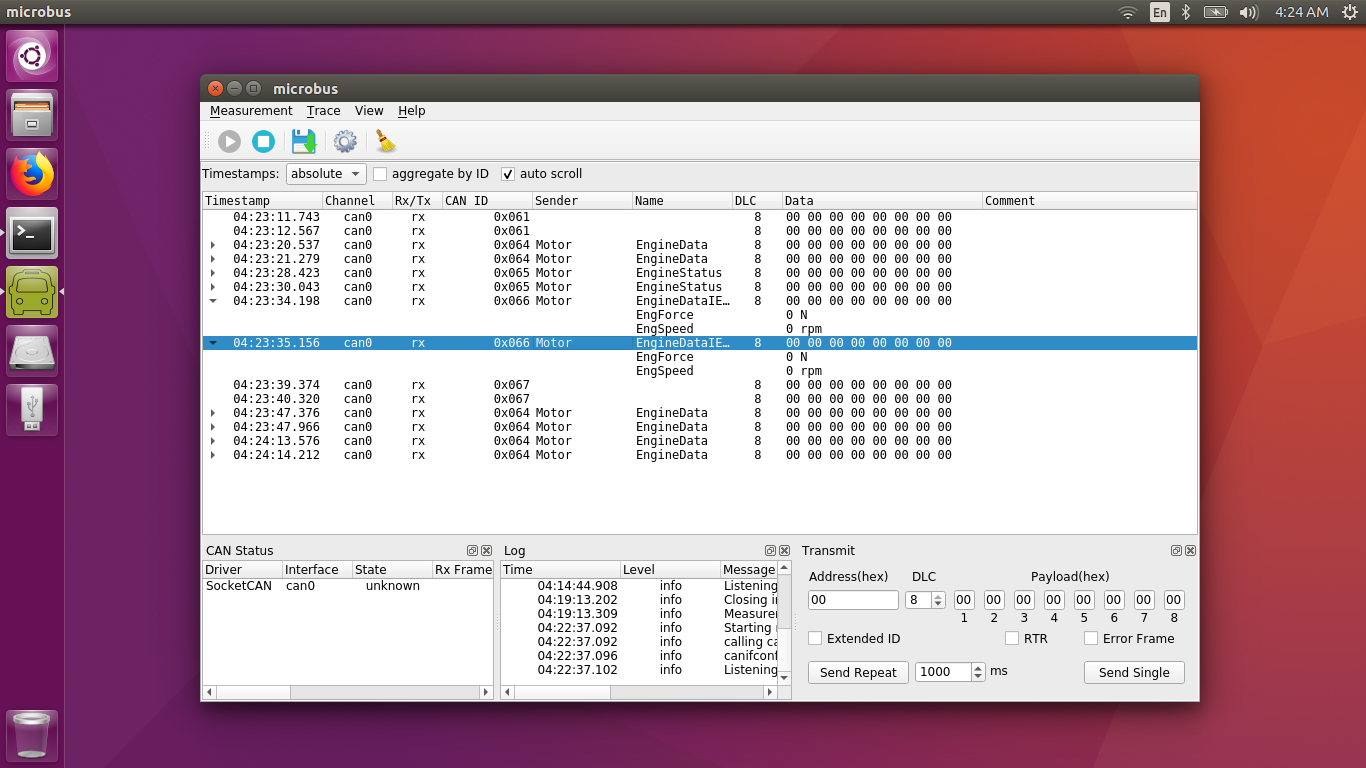 microbus En 4:24 AM
microbus
Measurement Trace View Help
Timestamps: absolute aggregate by ID auto scroll
Timestamp Channel Rx/Tx CAN ID Sender Name DLC Data Comment
04:23:11.743 can0 rx 0x061 8 00 00 00 00 00 00 00 00
04:23:12.567 can0 rx 0x061 8 00 00 00 00 00 00 00 00
04:23:20.537 can0 rx 0x064 Motor EngineData 8 00 00 00 00 00 00 00 00
04:23:21.279 can0 rx 0x064 Motor EngineData 8 00 00 00 00 00 00 00 00
04:23:28.423 can0 rx 0x065 Motor EngineStatus 8 00 00 00 00 00 00 00 00
04:23:30.043 can0 rx 0x065 Motor EngineStatus 8 00 00 00 00 00 00 00 00
04:23:34.198 can0 rx 0x066 Motor EngineDataIE… 8 00 00 00 00 00 00 00 00
EngForce 0 N
EngSpeed 0 rpm
04:23:35.156 can0 rx 0x066 Motor EngineDataIE… 8 00 00 00 00 00 00 00 00
EngForce 0 N
EngSpeed 0 rpm
04:23:39.374 can0 rx 0x067 8 00 00 00 00 00 00 00 00
04:23:40.320 can0 rx 0x067 8 00 00 00 00 00 00 00 00
04:23:47.376 can0 rx 0x064 Motor EngineData 8 00 00 00 00 00 00 00 00
04:23:47.966 can0 rx 0x064 Motor EngineData 8 00 00 00 00 00 00 00 00
04:24:13.576 can0 rx 0x064 Motor EngineData 8 00 00 00 00 00 00 00 00
04:24:14.212 can0 rx 0x064 Motor EngineData 8 00 00 00 00 00 00 00 00
CAN Status
Driver Interface State Rx Frame
SocketCAN can0 unknown
Log
Time Level Message
04:14:44.908 info Listening
04:19:13.202 info Closing i
04:19:13.309 info Measurer
04:22:37.092 info Starting
04:22:37.092 info calling ca
04:22:37.096 info canifconf
04:22:37.102 info Listening
Transmit
Address(hex) DLC Payload(hex)
00 8 00 00 00 00 00 00 00 00
1 2 3 4 5 6 7 8
Extended ID RTR Error Frame
Send Repeat 1000 ms Send Single